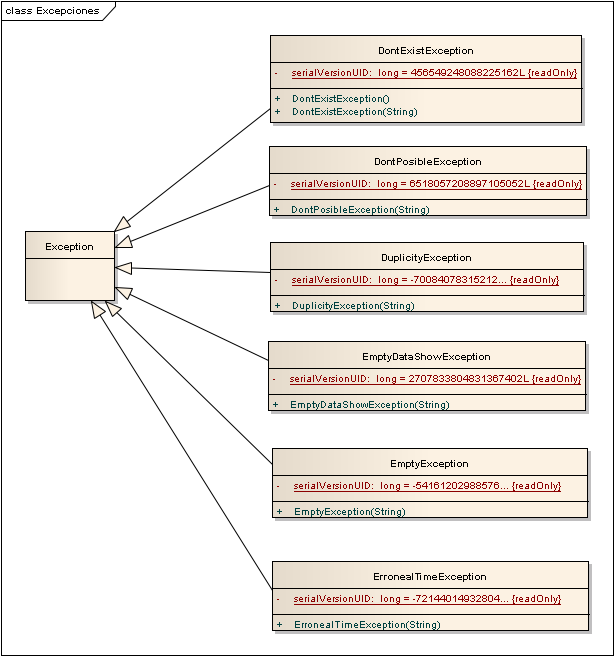 class Excepciones
DontExistException
- serialVersionUID: long = 456549248088225162L {readOnly}
+ DontExistException()
+ DontExistException(String)
DontPosibleException
- serialVersionUID: long = 6518057208897105052L {readOnly}
+ DontPosibleException(String)
Exception
DuplicityException
- serialVersionUID: long = -70084078315212... {readOnly}
+ DuplicityException(String)
EmptyDataShowException
- serialVersionUID: long = 2707833804831367402L {readOnly}
+ EmptyDataShowException(String)
EmptyException
- serialVersionUID: long = -54161202988576... {readOnly}
+ EmptyException(String)
ErronealTimeException
- serialVersionUID: long = -72144014932804... {readOnly}
+ ErronealTimeException(String)